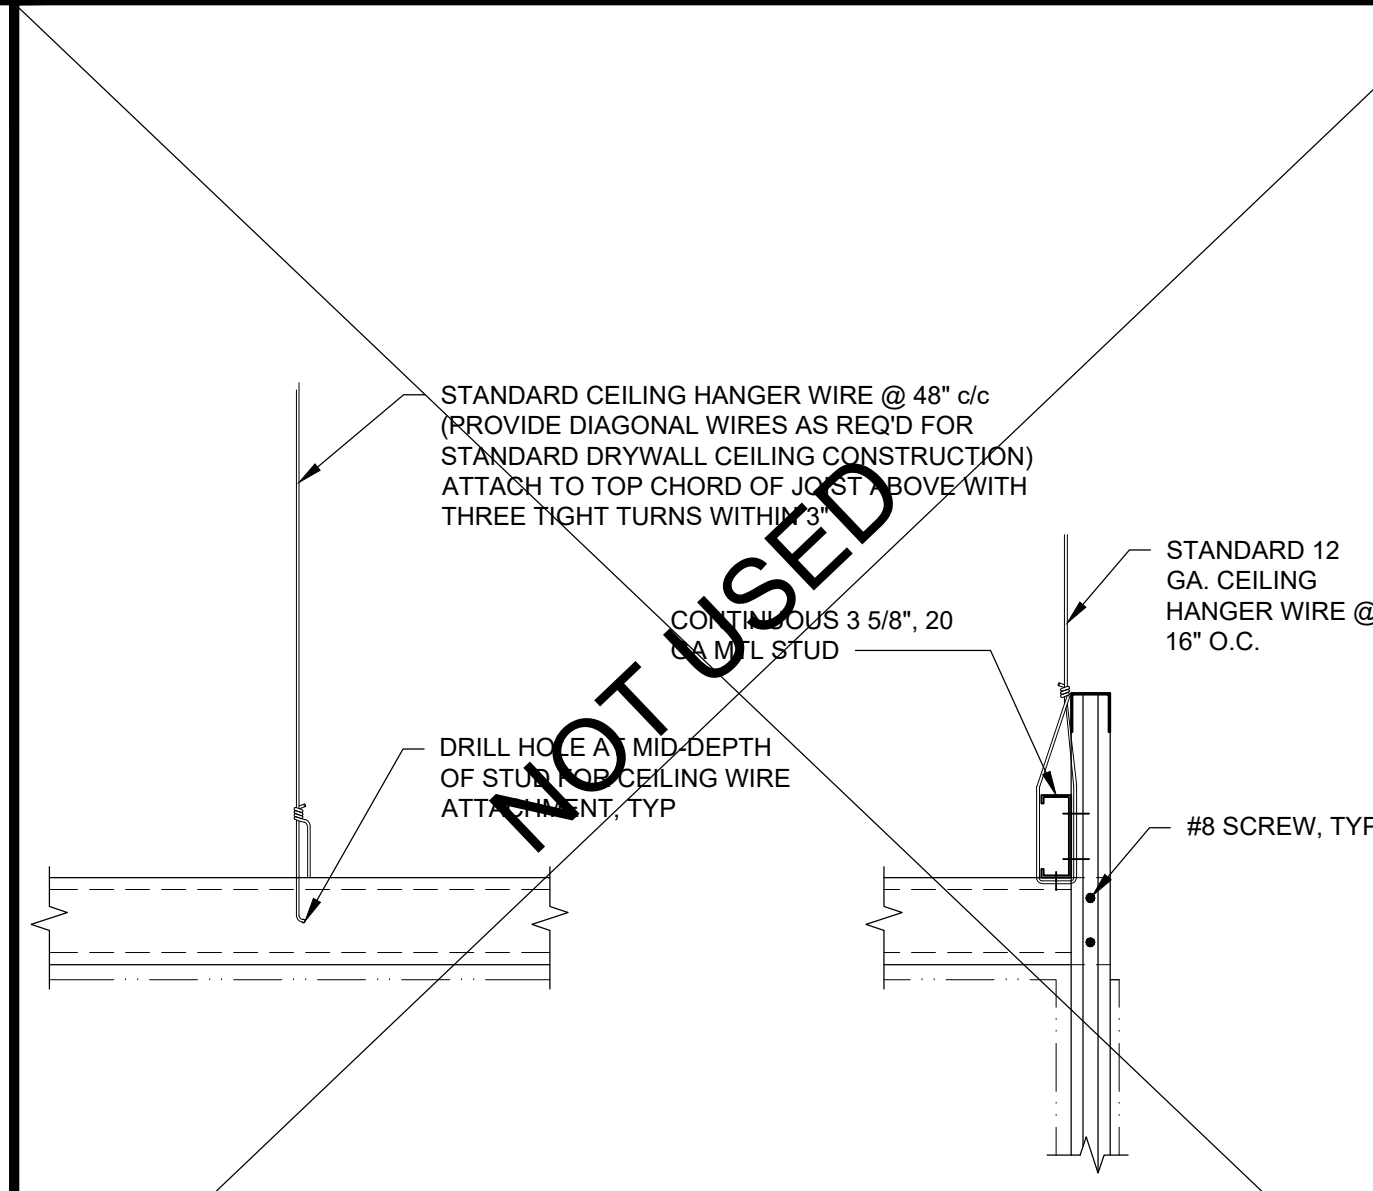 STANDARD CEILING HANGER WIRE @ 48" c/c
(PROVIDE DIAGONAL WIRES AS REQ'D FOR
STANDARD DRYWALL CEILING CONSTRUCTION)
ATTACH TO TOP CHORD OF JOIST ABOVE WITH
THREE TIGHT TURNS WITHIN 3"
STANDARD 12
GA. CEILING
HANGER WIRE @
16" O.C.
CONTINUOUS 3 5/8", 20
GA MTL STUD
NOT USED
DRILL HOLE AT MID-DEPTH
OF STUD FOR CEILING WIRE
ATTACHMENT, TYP
#8 SCREW, TYP